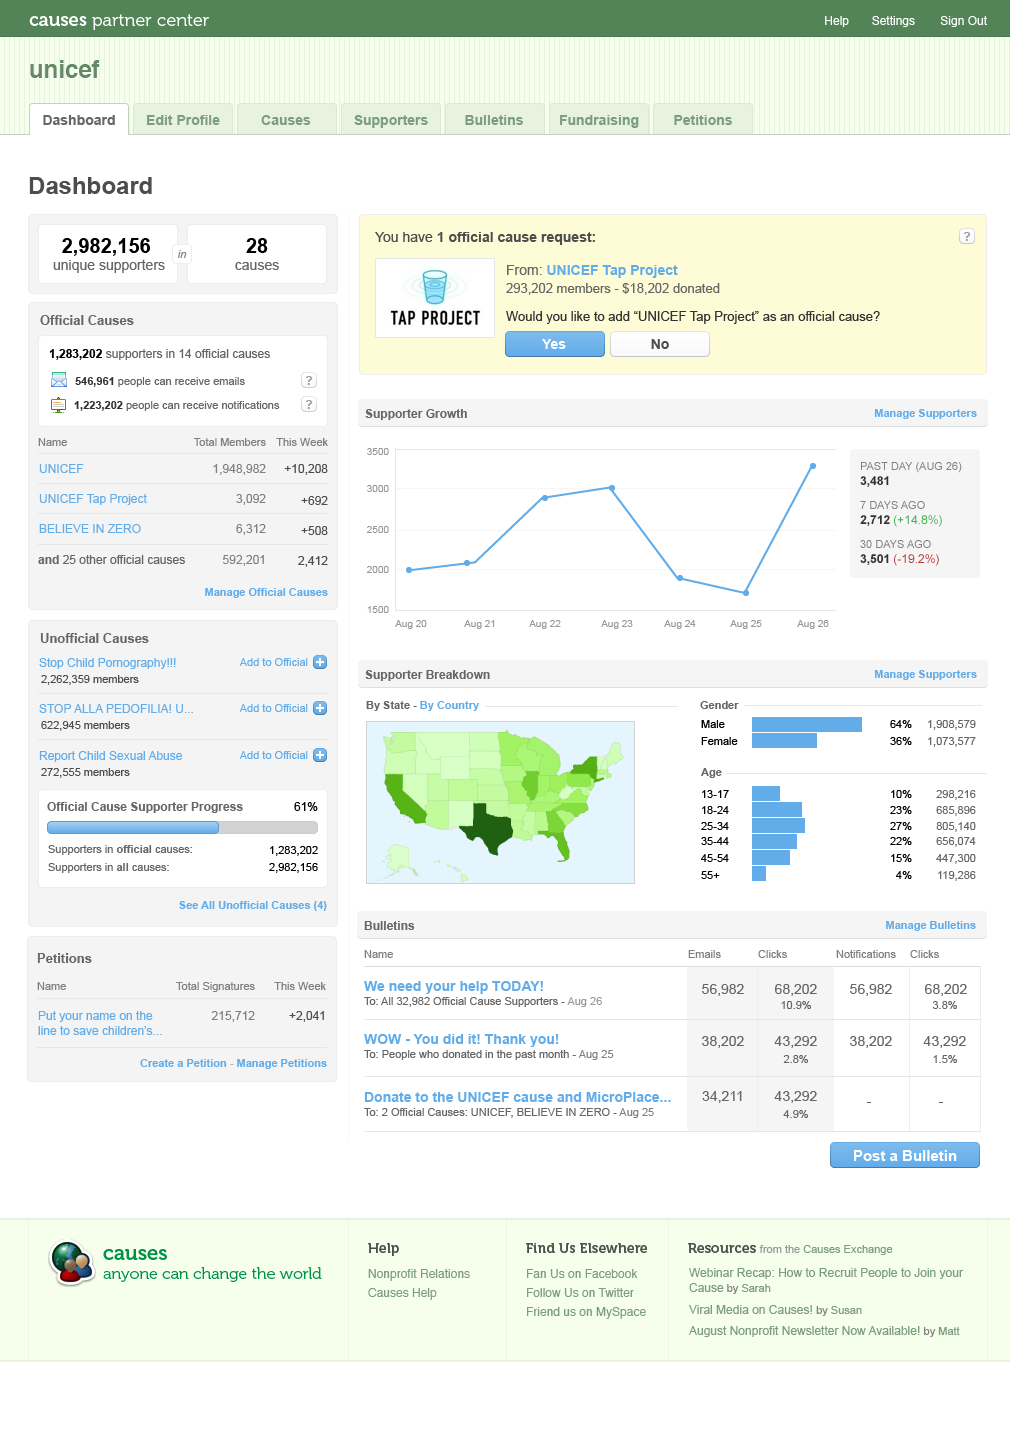 causes partner center
Help Settings Sign Out
unicef
Dashboard Edit Profile Causes Supporters Bulletins Fundraising Petitions
Dashboard
2,982,156 in 28
unique supporters causes
Official Causes
1,283,202 supporters in 14 official causes
546,961 people can receive emails ?
1,223,202 people can receive notifications ?
Name Total Members This Week
UNICEF 1,948,982 +10,208
UNICEF Tap Project 3,092 +692
BELIEVE IN ZERO 6,312 +508
and 25 other official causes 592,201 2,412
Manage Official Causes
Unofficial Causes
Stop Child Pornography!!! Add to Official +
2,262,359 members
STOP ALLA PEDOFILIA! U... Add to Official +
622,945 members
Report Child Sexual Abuse Add to Official +
272,555 members
Official Cause Supporter Progress 61%
Supporters in official causes: 1,283,202
Supporters in all causes: 2,982,156
See All Unofficial Causes (4)
Petitions
Name Total Signatures This Week
Put your name on the 215,712 +2,041
line to save children's...
Create a Petition - Manage Petitions
You have 1 official cause request: ?
TAP PROJECT
From: UNICEF Tap Project
293,202 members - $18,202 donated
Would you like to add “UNICEF Tap Project” as an official cause?
Yes No
Supporter Growth Manage Supporters
3500
3000
2500
2000
1500
Aug 20 Aug 21 Aug 22 Aug 23 Aug 24 Aug 25 Aug 26
PAST DAY (AUG 26)
3,481
7 DAYS AGO
2,712 (+14.8%)
30 DAYS AGO
3,501 (-19.2%)
Supporter Breakdown Manage Supporters
By State - By Country
Gender
Male 64% 1,908,579
Female 36% 1,073,577
Age
13-17 10% 298,216
18-24 23% 685,896
25-34 27% 805,140
35-44 22% 656,074
45-54 15% 447,300
55+ 4% 119,286
Bulletins Manage Bulletins
Name Emails Clicks Notifications Clicks
We need your help TODAY! 56,982 68,202 56,982 68,202
To: All 32,982 Official Cause Supporters - Aug 26 10.9% 3.8%
WOW - You did it! Thank you! 38,202 43,292 38,202 43,292
To: People who donated in the past month - Aug 25 2.8% 1.5%
Donate to the UNICEF cause and MicroPlace... 34,211 43,292 - -
To: 2 Official Causes: UNICEF, BELIEVE IN ZERO - Aug 25 4.9%
Post a Bulletin
causes
anyone can change the world
Help
Nonprofit Relations
Causes Help
Find Us Elsewhere
Fan Us on Facebook
Follow Us on Twitter
Friend us on MySpace
Resources from the Causes Exchange
Webinar Recap: How to Recruit People to Join your
Cause by Sarah
Viral Media on Causes! by Susan
August Nonprofit Newsletter Now Available! by Matt